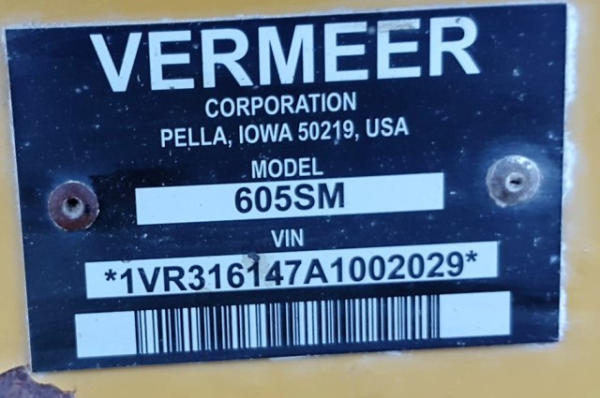 VERMEER
CORPORATION
PELLA, IOWA 50219, USA
MODEL
605SM
VIN
*1VR316147A1002029*